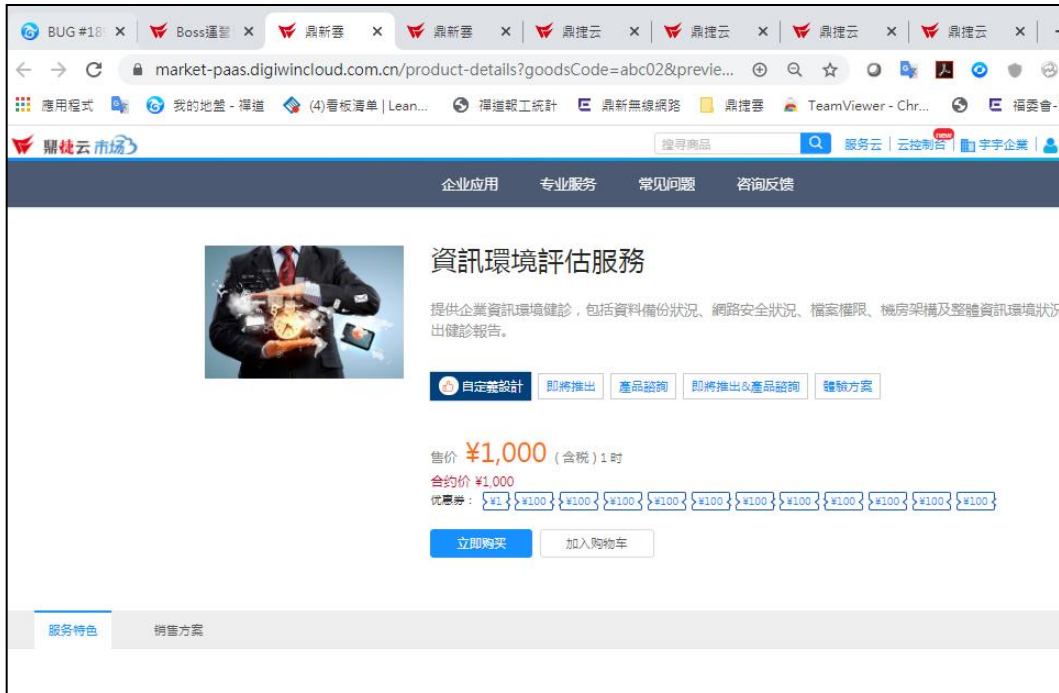 BUG #18
Boss運營
鼎新雲
鼎新雲
鼎捷云
鼎捷云
鼎捷云
鼎捷云
market-paas.digiwincloud.com.cn/product-details?goodsCode=abc02&previe...
應用程式
我的地盤 - 禪道
(4)看板清单 | Lean...
禪道報工統計
鼎新無線網路
鼎捷雲
TeamViewer - Chr...
福委會-
鼎捷云市场
搜寻商品
服务云 | 云控制台 new
宇宇企業
企业应用
专业服务
常见问题
咨询反馈
資訊環境評估服務
提供企業資訊環境健診，包括資料備份狀況、網路安全狀況、檔案權限、機房架構及整體資訊環境狀況
出健診報告。
自定義設計
即將推出
產品諮詢
即將推出&產品諮詢
體驗方案
售价 ¥1,000 (含税) 1 时
合约价 ¥1,000
优惠券： ¥1 ¥100 ¥100 ¥100 ¥100 ¥100 ¥100 ¥100 ¥100 ¥100 ¥100 ¥100
立即购买
加入购物车
服务特色
销售方案